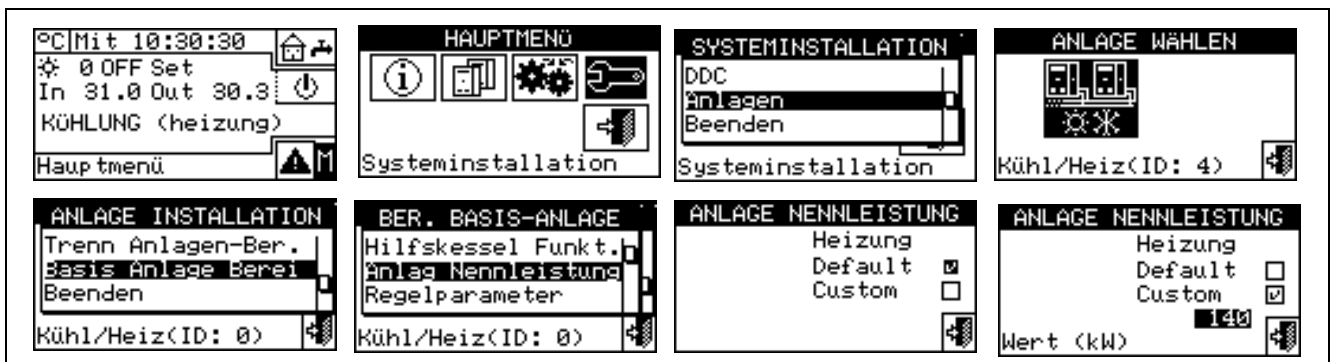 ºC Mit 10:30:30
0 OFF Set
In 31.0 Out 30.3
KüHLUNG (heizung)
Haup tmenü
M
HAUPTMENü
Systeminstallation
SYSTEMINSTALLATION
DDC
Anlagen
Beenden
Systeminstallation
ANLAGE WäHLEN
Kühl/Heiz(ID: 4)
ANLAGE INSTALLATION
Trenn Anlagen-Ber.
Basis Anlage Berei
Beenden
Kühl/Heiz(ID: 0)
BER. BASIS-ANLAGE
Hilfskessel Funkt.
Anlag Nennleistung
Regelparameter
Kühl/Heiz(ID: 0)
ANLAGE NENNLEISTUNG
Heizung
Default
Custom
ANLAGE NENNLEISTUNG
Heizung
Default
Custom
140
Wert (kW)